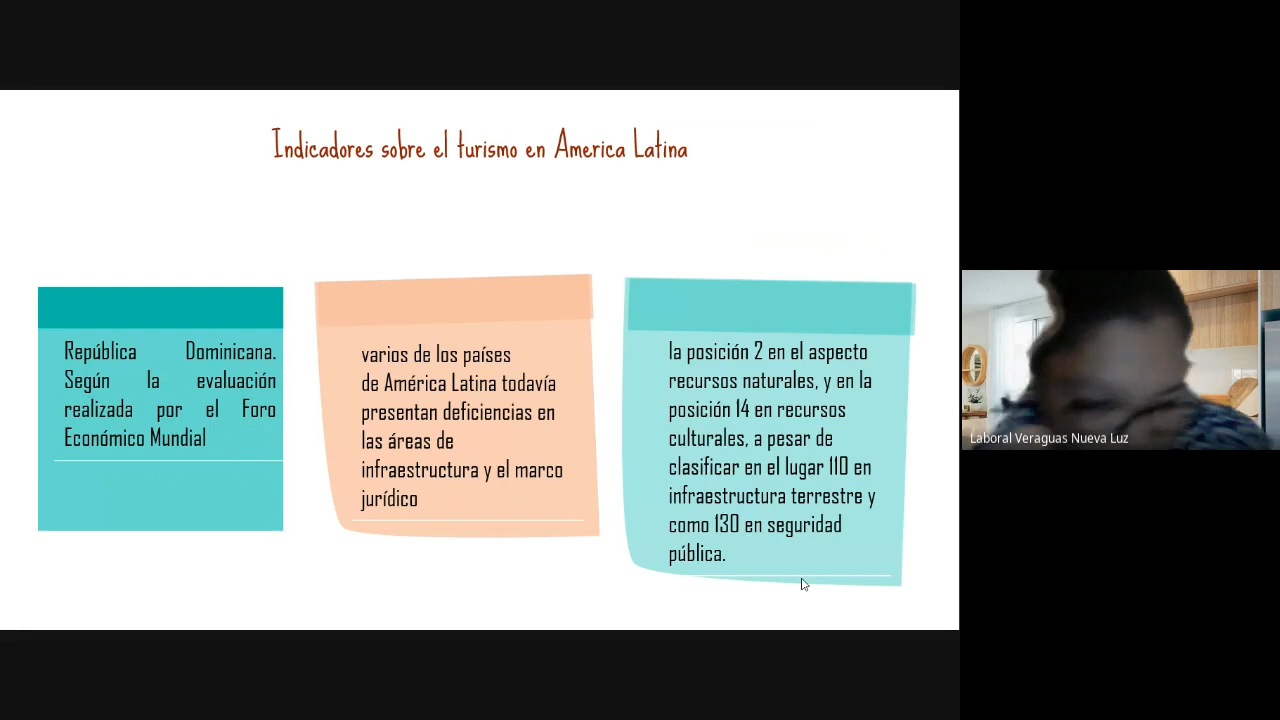 Indicadores sobre el turismo en America Latina
República Dominicana.
Según la evaluación
realizada por el Foro
Económico Mundial
varios de los países
de América Latina todavía
presentan deficiencias en
las áreas de
infraestructura y el marco
jurídico
la posición 2 en el aspecto
recursos naturales, y en la
posición 14 en recursos
culturales, a pesar de
clasificar en el lugar 110 en
infraestructura terrestre y
como 130 en seguridad
pública.
Laboral Veraguas Nueva Luz